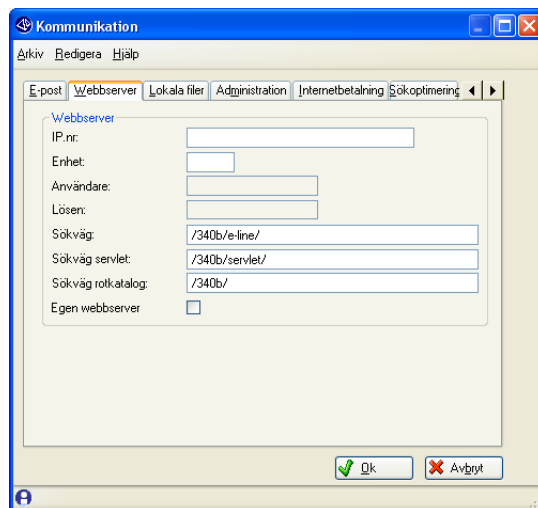 Kommunikation
Arkiv Redigera Hjälp
E-post Webbserver Lokala filer Administration Internetbetalning Sökoptimering
Webbserver
IP.nr:
Enhet:
Användare:
Lösen:
Sökväg: /340b/e-line/
Sökväg servlet: /340b/servlet/
Sökväg rotkatalog: /340b/
Egen webbserver
Ok Avbryt